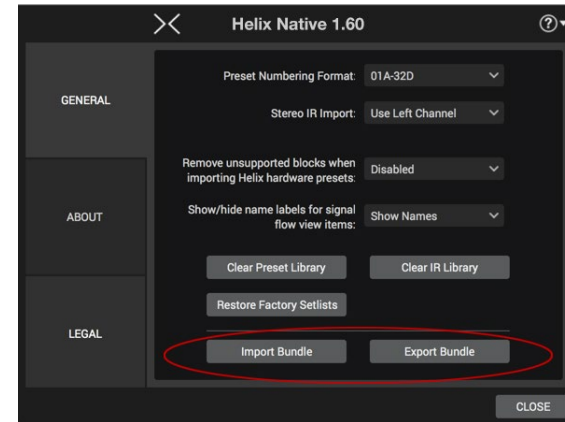 Helix Native 1.60
?
GENERAL
ABOUT
LEGAL
Preset Numbering Format: 01A-32D
Stereo IR Import: Use Left Channel
Remove unsupported blocks when
importing Helix hardware presets: Disabled
Show/hide name labels for signal
flow view items: Show Names
Clear Preset Library Clear IR Library
Restore Factory Setlists
Import Bundle Export Bundle
CLOSE